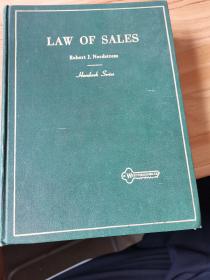 LAW OF SALES
Robert J. Nordstrom
Hornbook Series